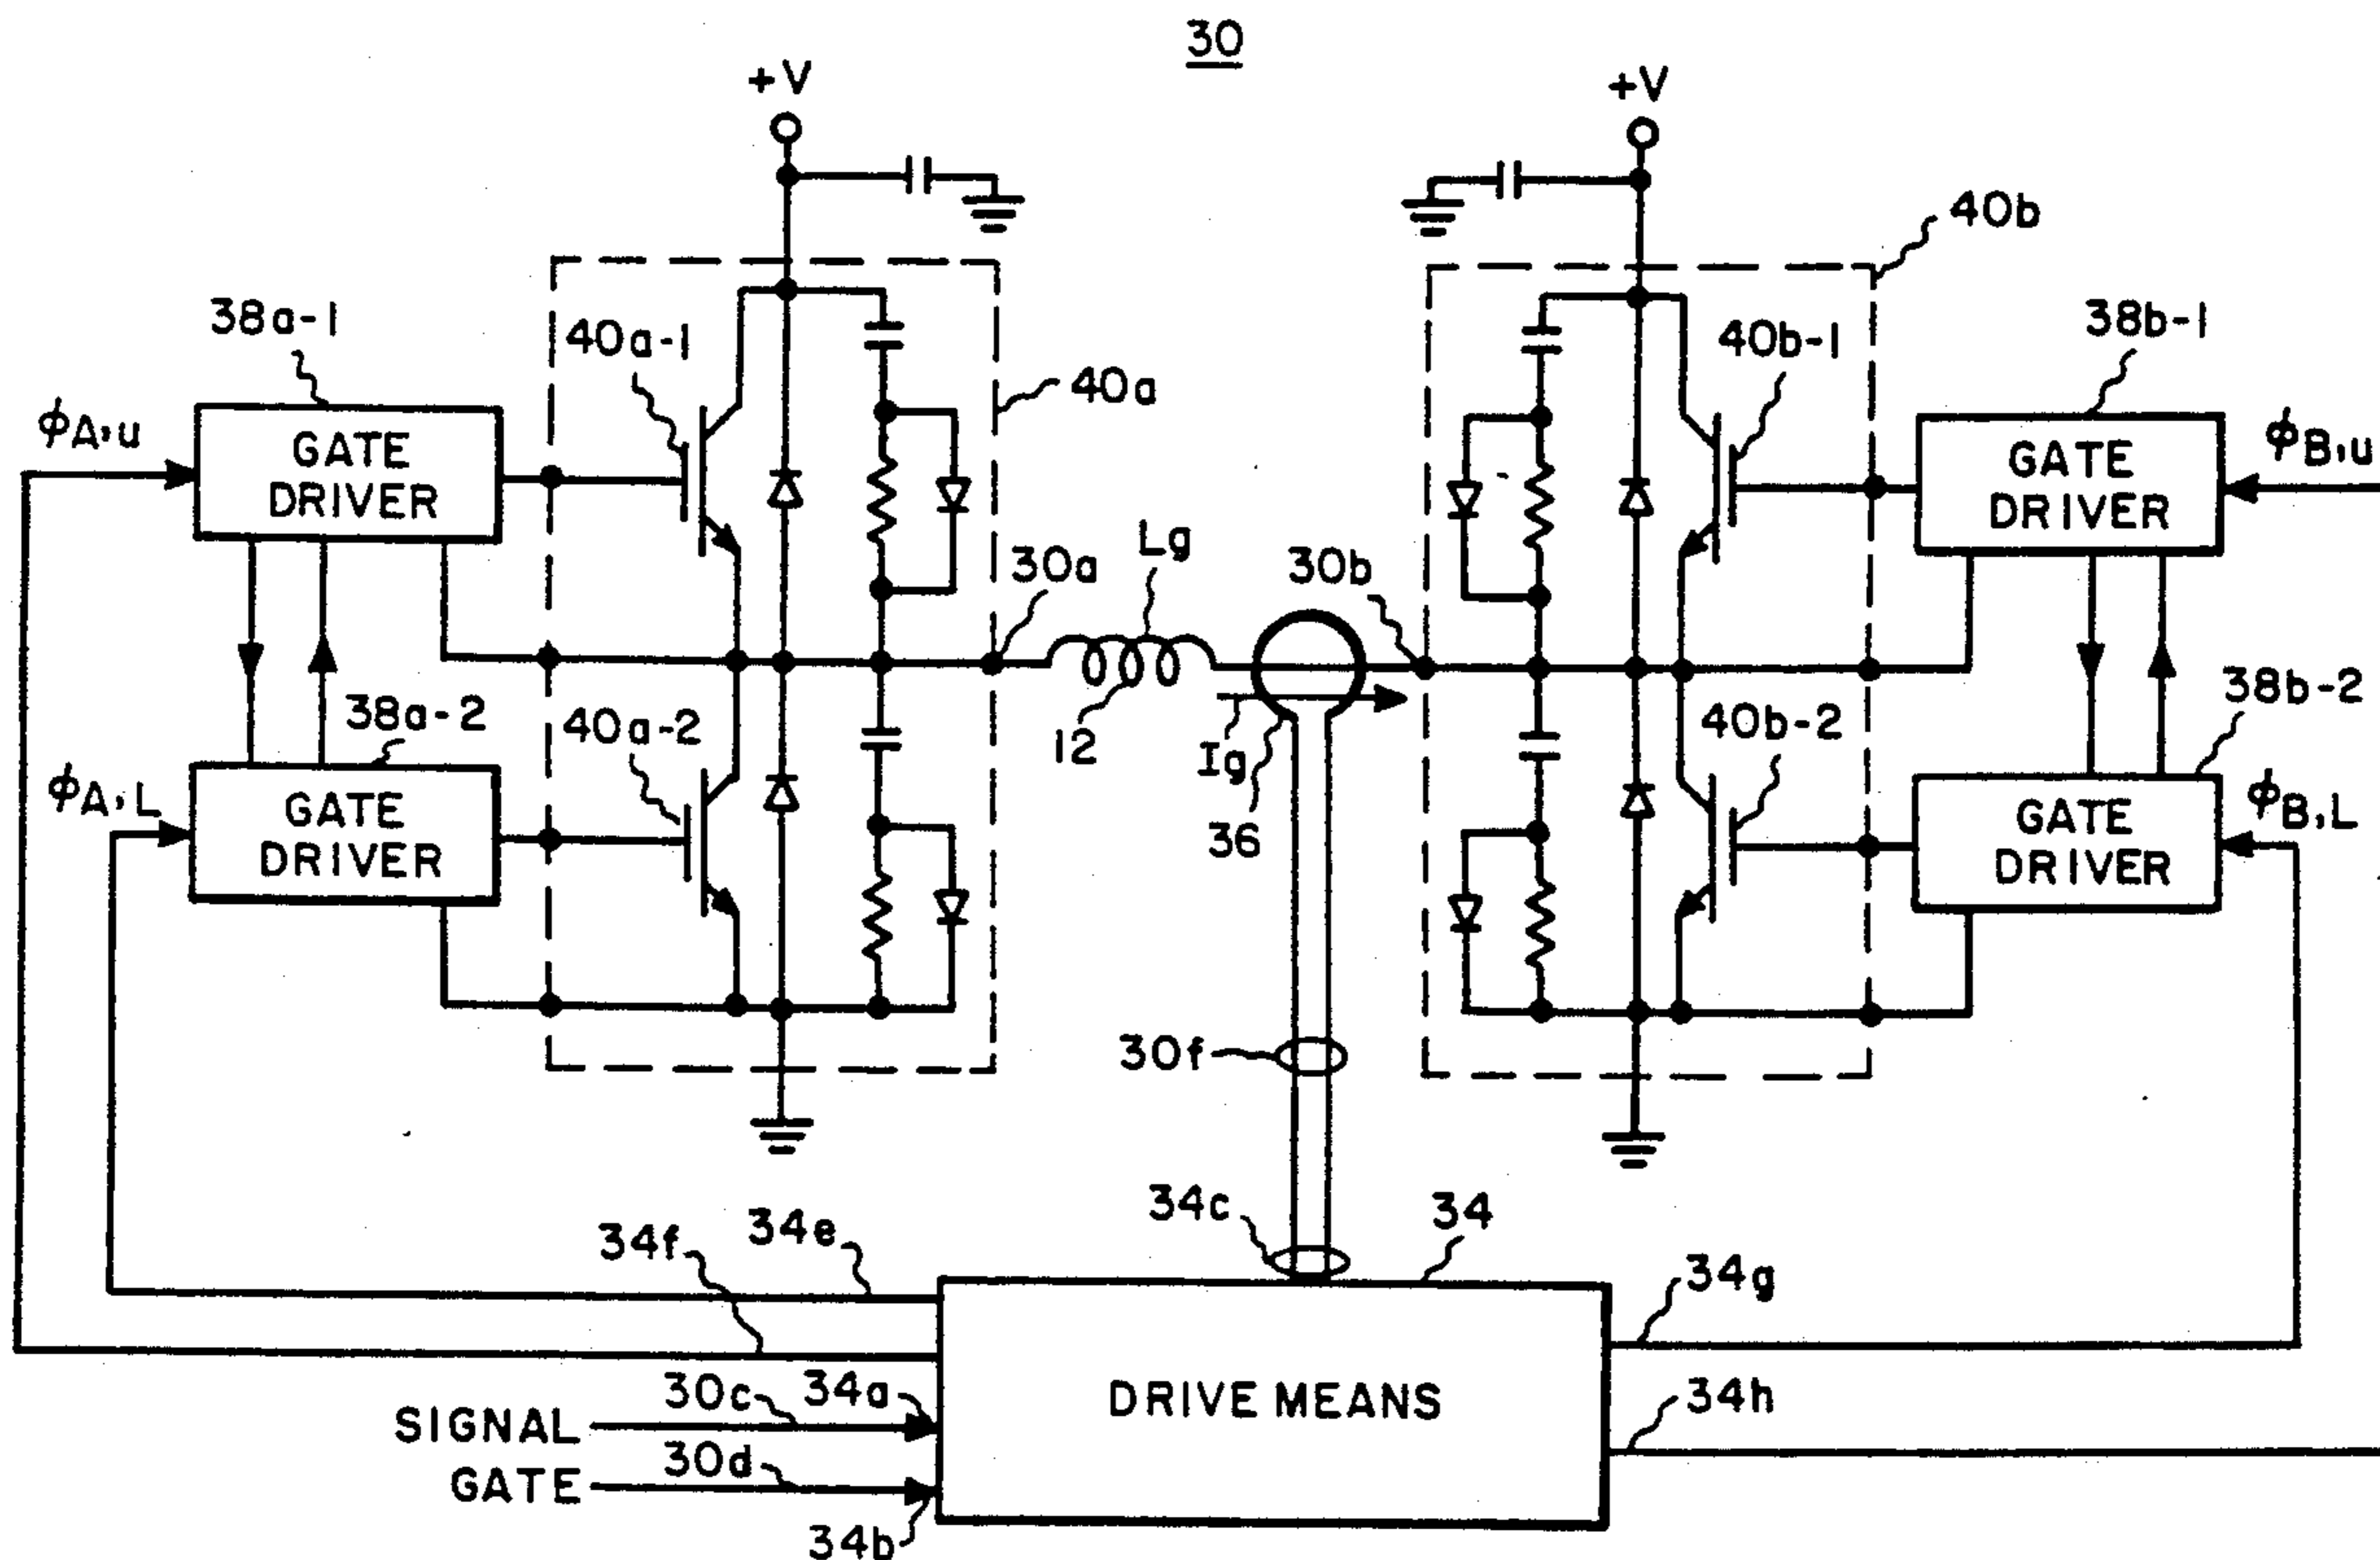 30
+V
+V
40b
38a-1
40a-1
40a
40b-1
38b-1
ϕA,u
GATE
DRIVER
GATE
DRIVER
ϕB,u
30a
Lg
30b
38a-2
40a-2
12
Ig
36
40b-2
38b-2
ϕA,L
GATE
DRIVER
GATE
DRIVER
ϕB,L
30f
34c
34
34f
34e
34g
30c
34a
DRIVE MEANS
34h
SIGNAL
30d
GATE
34b